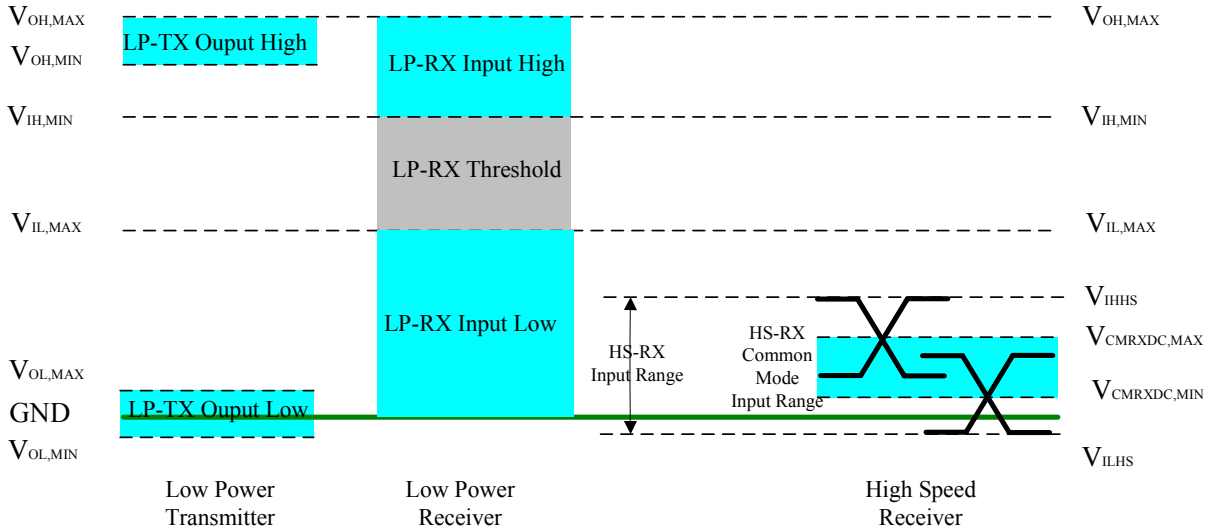 VOH,MAX
VOH,MAX
LP-TX Ouput High
VOH,MIN
LP-RX Input High
VIH,MIN
VIH,MIN
LP-RX Threshold
VIL,MAX
VIL,MAX
VIHHS
LP-RX Input Low
HS-RX
Input Range
HS-RX
Common
Mode
Input Range
VCMRXDC,MAX
VOL,MAX
VCMRXDC,MIN
GND
LP-TX Ouput Low
VOL,MIN
VILHS
Low Power
Transmitter
Low Power
Receiver
High Speed
Receiver